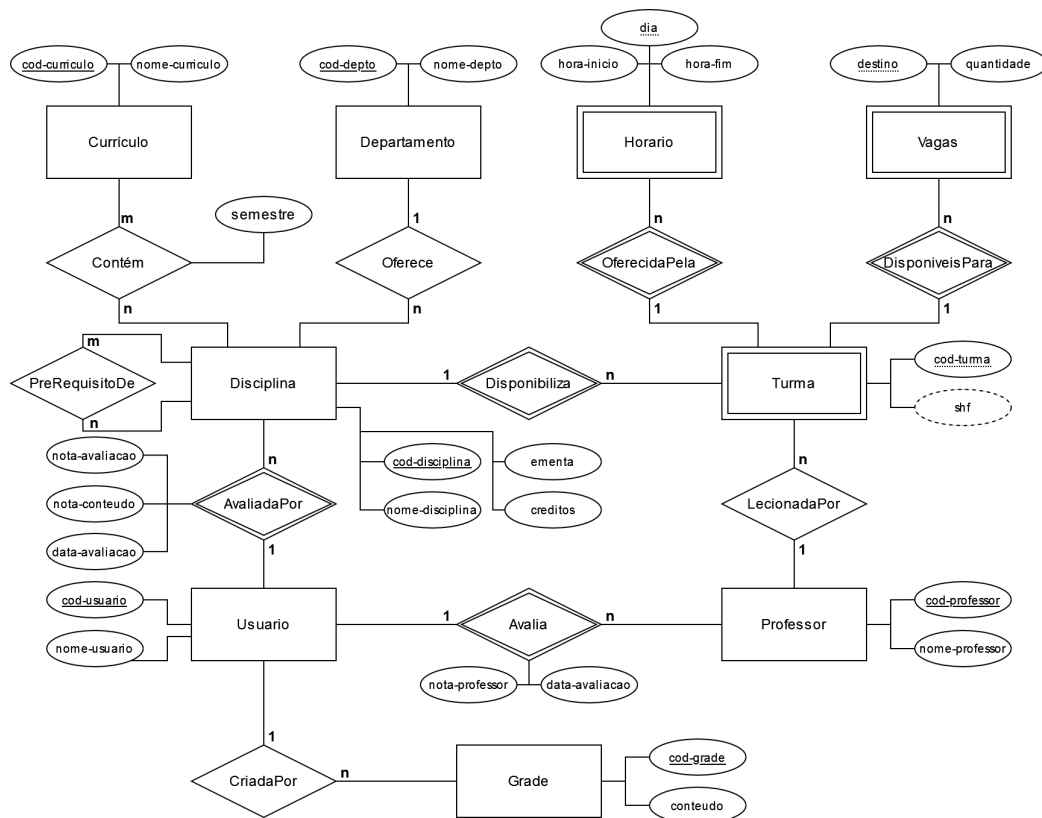 dia
cod-curriculo
nome-curriculo
cod-depto
nome-depto
hora-inicio
hora-fim
destino
quantidade
Currículo
Departamento
Horario
Vagas
m
semestre
1
n
n
Contém
Oferece
OferecidaPela
DisponiveisPara
n
n
1
1
m
PreRequisitoDe
n
Disciplina
1
Disponibiliza
n
Turma
cod-turma
shf
nota-avaliacao
n
cod-disciplina
ementa
n
nota-conteudo
AvaliadaPor
nome-disciplina
creditos
LecionadaPor
data-avaliacao
1
1
cod-usuario
nome-usuario
Usuario
1
Avalia
n
Professor
cod-professor
nome-professor
nota-professor
data-avaliacao
1
CriadaPor
n
Grade
cod-grade
conteudo